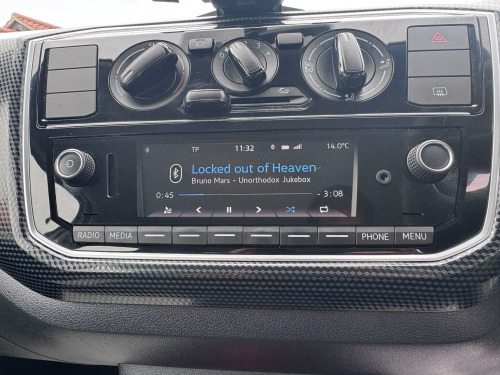 TP 11:32 14.0°C
Locked out of Heaven
Bruno Mars - Unorthodox Jukebox
0:45 - 3:08
RADIO MEDIA PHONE MENU